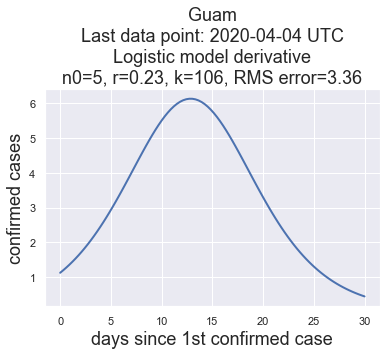 Guam
Last data point: 2020-04-04 UTC
Logistic model derivative
n0=5, r=0.23, k=106, RMS error=3.36
confirmed cases
6
5
4
3
2
1
0 5 10 15 20 25 30
days since 1st confirmed case